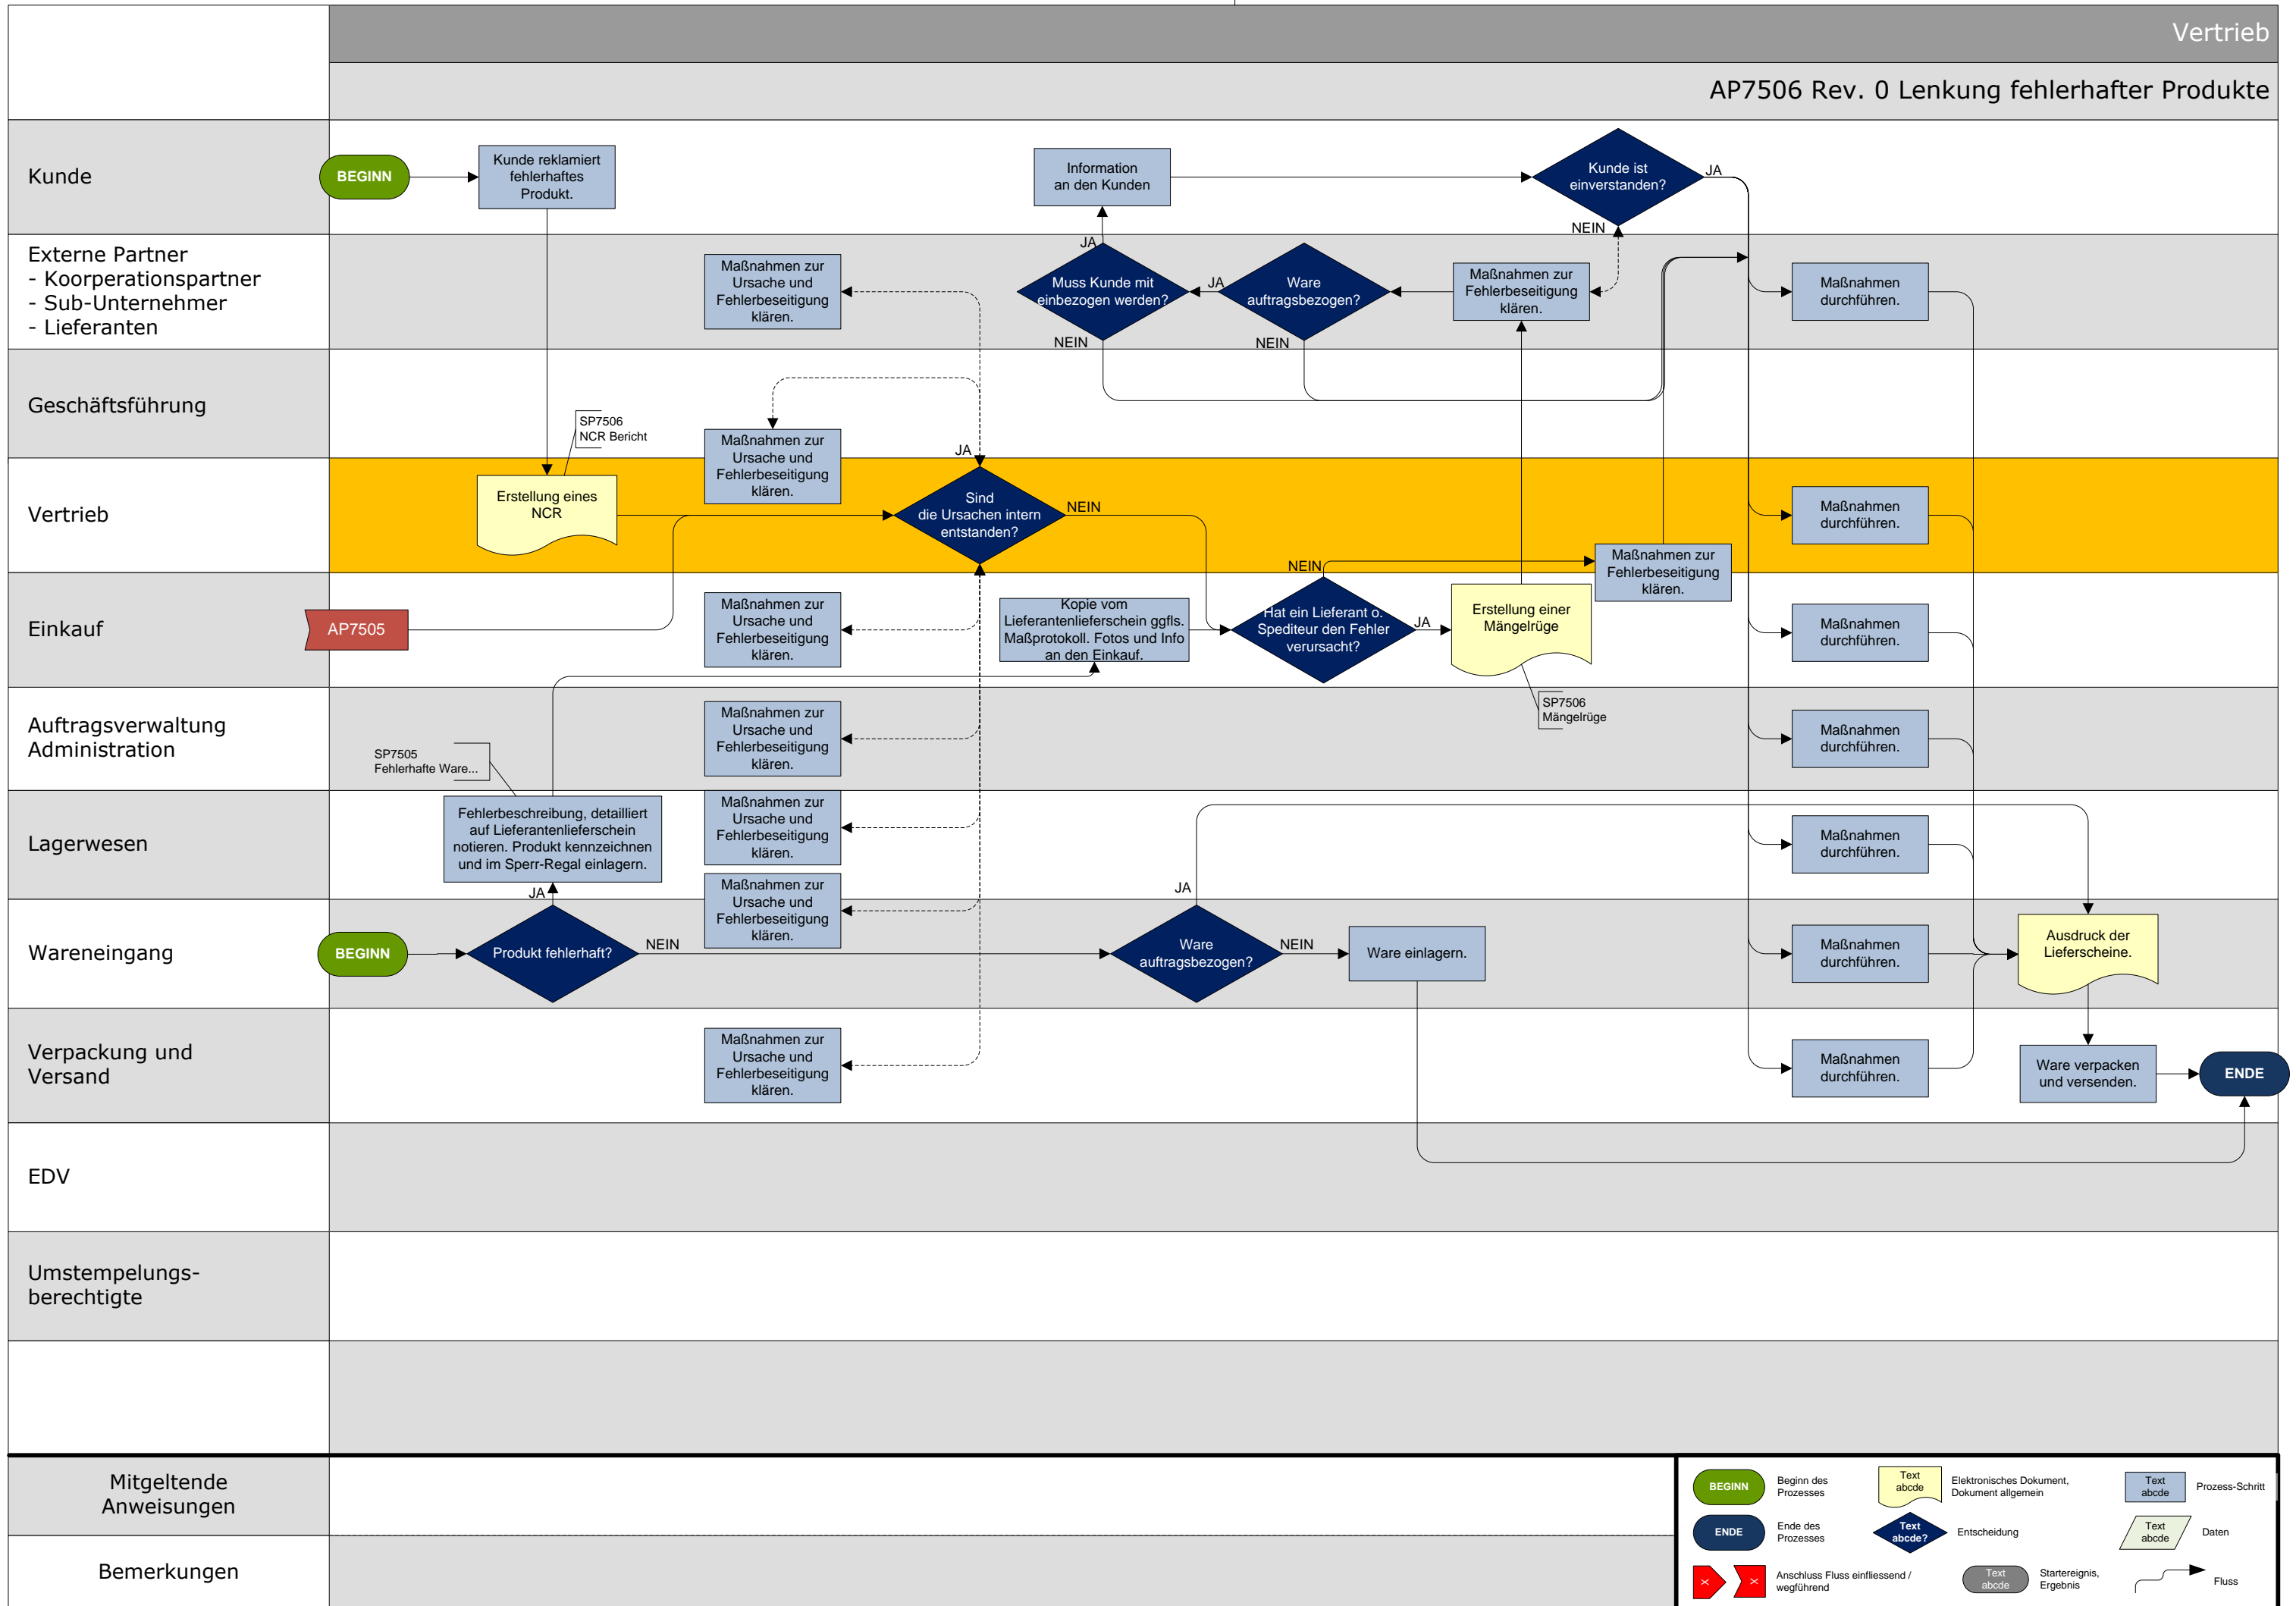 Vertrieb
AP7506 Rev. 0 Lenkung fehlerhafter Produkte
Kunde
BEGINN
Kunde reklamiert
fehlerhaftes
Produkt.
Information
an den Kunden
Kunde ist
einverstanden?
JA
NEIN
Externe Partner
- Koorperationspartner
- Sub-Unternehmer
- Lieferanten
Maßnahmen zur
Ursache und
Fehlerbeseitigung
klären.
JA
Muss Kunde mit
einbezogen werden?
NEIN
JA
Ware
auftragsbezogen?
NEIN
Maßnahmen zur
Fehlerbeseitigung
klären.
Maßnahmen
durchführen.
Geschäftsführung
SP7506
NCR Bericht
Maßnahmen zur
Ursache und
Fehlerbeseitigung
klären.
JA
Vertrieb
Erstellung eines
NCR
Sind
die Ursachen intern
entstanden?
NEIN
Maßnahmen zur
Fehlerbeseitigung
klären.
Maßnahmen
durchführen.
Einkauf
AP7505
Maßnahmen zur
Ursache und
Fehlerbeseitigung
klären.
Kopie vom
Lieferantenlieferschein ggfls.
Maßprotokoll. Fotos und Info
an den Einkauf.
NEIN
Hat ein Lieferant o.
Spediteur den Fehler
verursacht?
JA
Erstellung einer
Mängelrüge
Maßnahmen
durchführen.
Auftragsverwaltung
Administration
SP7505
Fehlerhafte Ware...
Maßnahmen zur
Ursache und
Fehlerbeseitigung
klären.
SP7506
Mängelrüge
Maßnahmen
durchführen.
Lagerwesen
Fehlerbeschreibung, detailliert
auf Lieferantenlieferschein
notieren. Produkt kennzeichnen
und im Sperr-Regal einlagern.
JA
Maßnahmen zur
Ursache und
Fehlerbeseitigung
klären.
JA
Maßnahmen
durchführen.
Wareneingang
BEGINN
Produkt fehlerhaft?
NEIN
Maßnahmen zur
Ursache und
Fehlerbeseitigung
klären.
Ware
auftragsbezogen?
NEIN
Ware einlagern.
Maßnahmen
durchführen.
Ausdruck der
Lieferscheine.
Verpackung und
Versand
Maßnahmen zur
Ursache und
Fehlerbeseitigung
klären.
Maßnahmen
durchführen.
Ware verpacken
und versenden.
ENDE
EDV
Umstempelungs-
berechtigte
Mitgeltende
Anweisungen
Bemerkungen
BEGINN
Beginn des
Prozesses
Text
abcde
Elektronisches Dokument,
Dokument allgemein
Text
abcde
Prozess-Schritt
ENDE
Ende des
Prozesses
Text
abcde?
Entscheidung
Text
abcde
Daten
X
X
Anschluss Fluss einfliessend /
wegführend
Text
abcde
Startereignis,
Ergebnis
Fluss